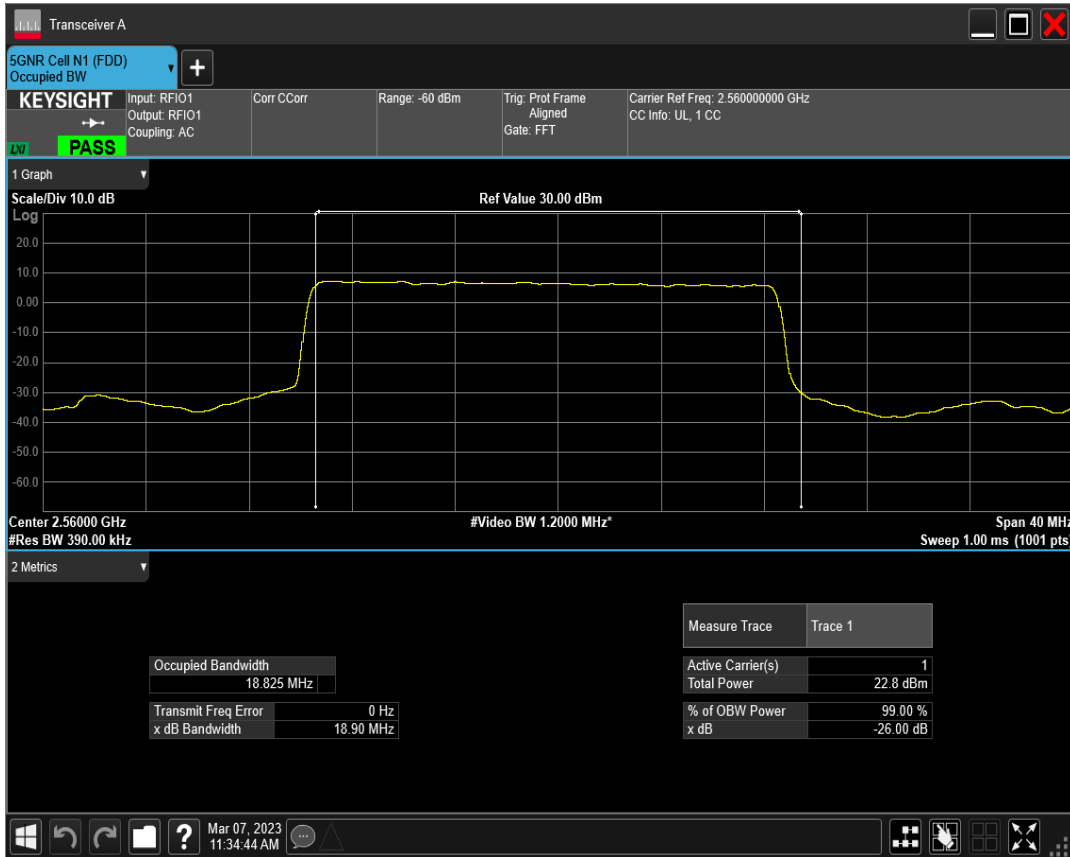 Transceiver A
5GNR Cell N1 (FDD)
Occupied BW
+
KEYSIGHT
LXI
PASS
Input: RFIO1
Output: RFIO1
Coupling: AC
Corr CCorr
Range: -60 dBm
Trig: Prot Frame
Aligned
Gate: FFT
Carrier Ref Freq: 2.560000000 GHz
CC Info: UL, 1 CC
1 Graph
Scale/Div 10.0 dB
Ref Value 30.00 dBm
Log
20.0
10.0
0.00
-10.0
-20.0
-30.0
-40.0
-50.0
-60.0
Center 2.56000 GHz
#Video BW 1.2000 MHz*
Span 40 MHz
#Res BW 390.00 kHz
Sweep 1.00 ms (1001 pts)
2 Metrics
Measure Trace Trace 1
Occupied Bandwidth
18.825 MHz
Active Carrier(s) 1
Total Power 22.8 dBm
Transmit Freq Error 0 Hz
x dB Bandwidth 18.90 MHz
% of OBW Power 99.00 %
x dB -26.00 dB
?
Mar 07, 2023
11:34:44 AM